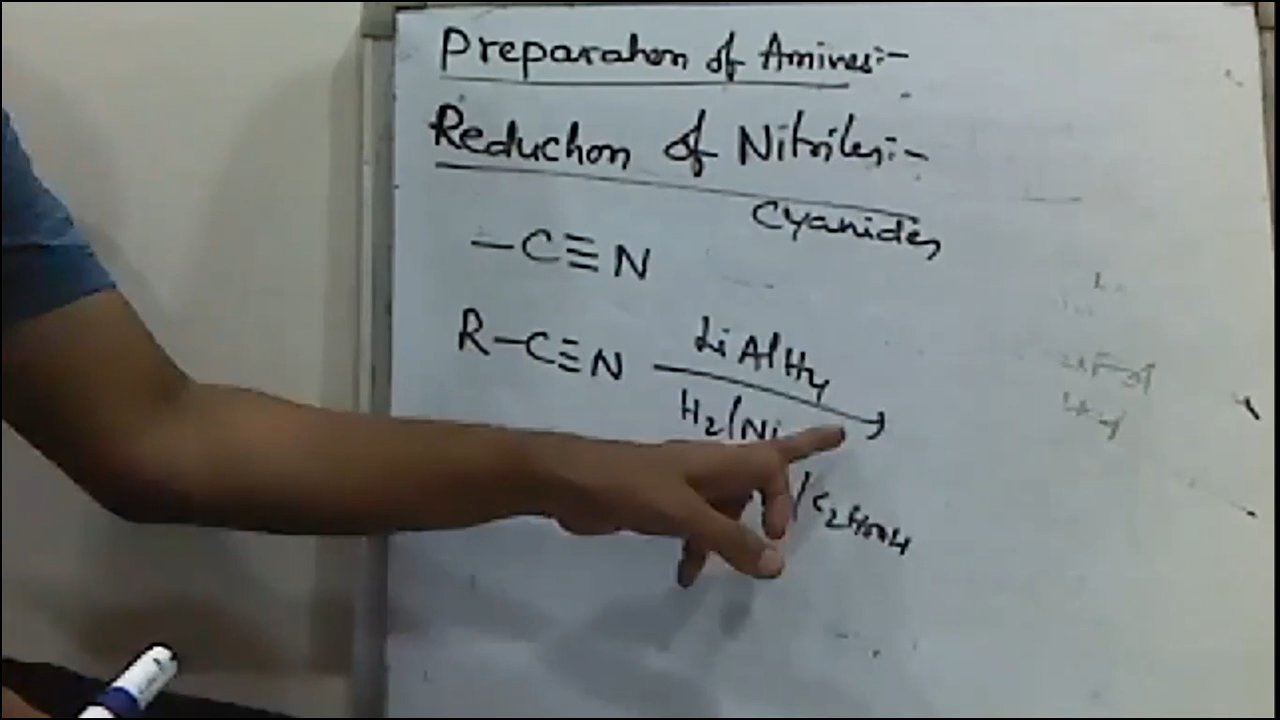 Preparation of Amines:-
Reduction of Nitriles:-
Cyanides
-C≡N
R-C≡N LiAlH4
H2/Ni
/C2H5OH